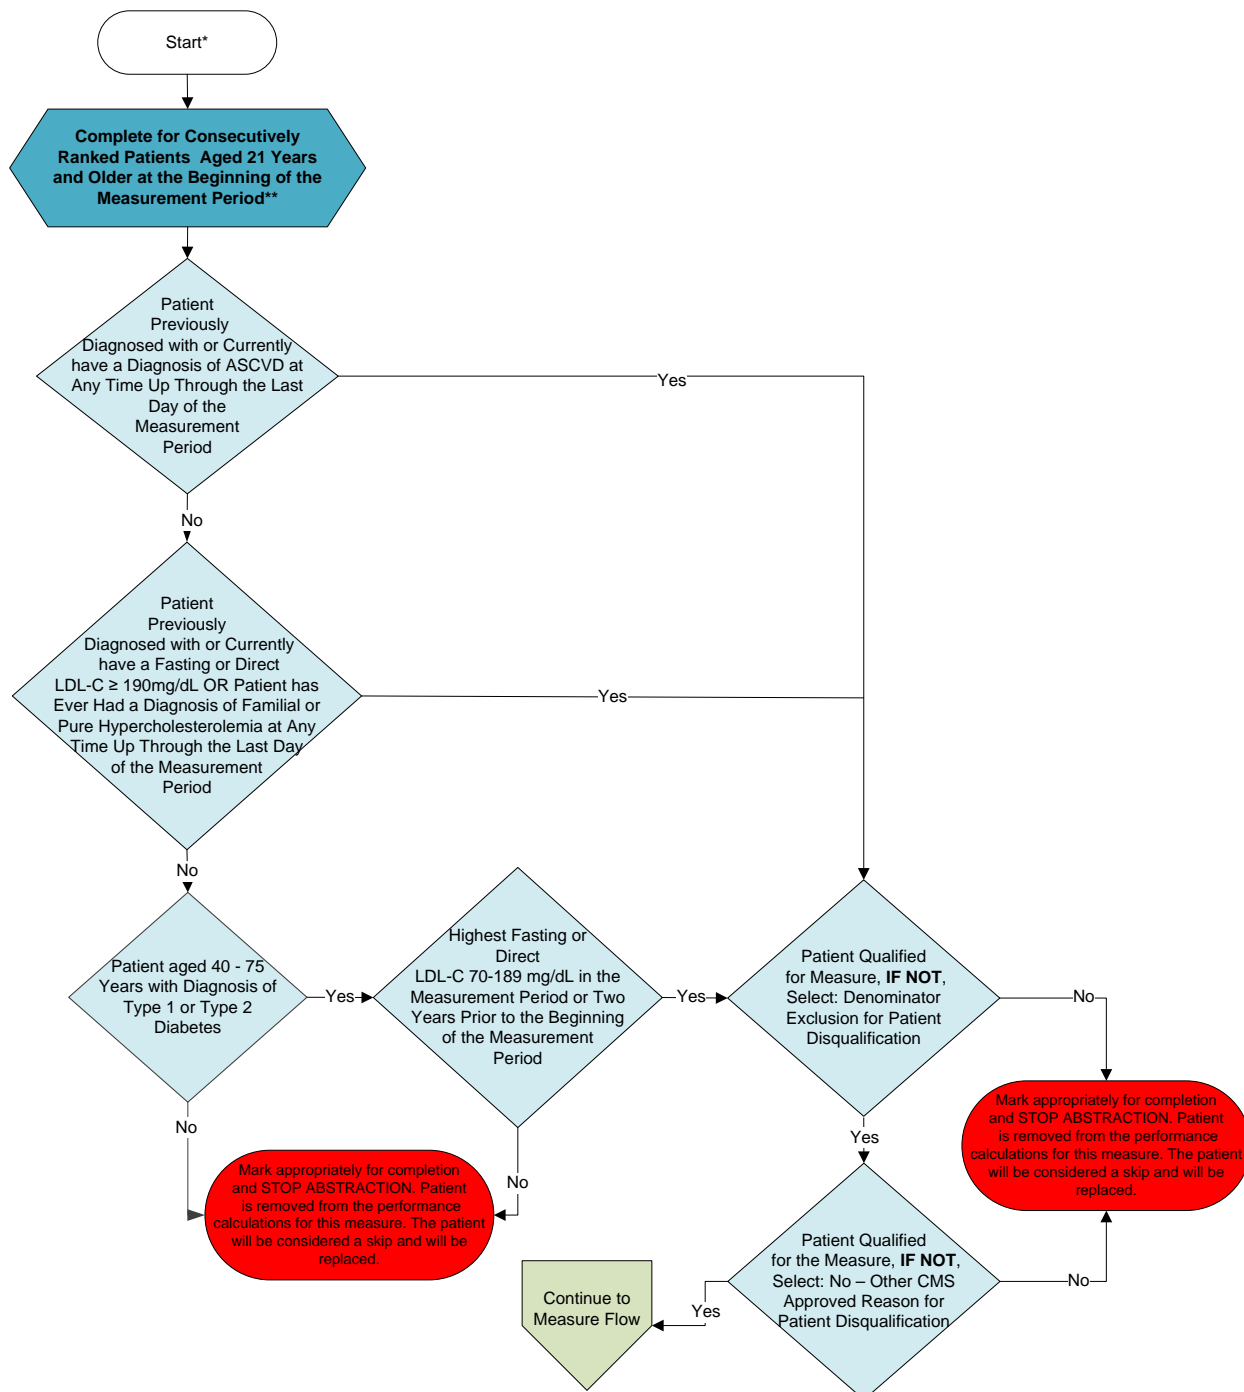 Start*
Complete for Consecutively
Ranked Patients Aged 21 Years
and Older at the Beginning of the
Measurement Period**
Patient
Previously
Diagnosed with or Currently
have a Diagnosis of ASCVD at
Any Time Up Through the Last
Day of the
Measurement
Period
Yes
No
Patient
Previously
Diagnosed with or Currently
have a Fasting or Direct
LDL-C ≥ 190mg/dL OR Patient has
Ever Had a Diagnosis of Familial or
Pure Hypercholesterolemia at Any
Time Up Through the Last Day
of the Measurement
Period
Yes
No
Patient aged 40 - 75
Years with Diagnosis of
Type 1 or Type 2
Diabetes
Yes
No
Highest Fasting or
Direct
LDL-C 70-189 mg/dL in the
Measurement Period or Two
Years Prior to the Beginning
of the Measurement
Period
Yes
No
Mark appropriately for completion
and STOP ABSTRACTION. Patient
is removed from the performance
calculations for this measure. The patient
will be considered a skip and will be
replaced.
Patient Qualified
for Measure, IF NOT,
Select: Denominator
Exclusion for Patient
Disqualification
No
Yes
Mark appropriately for completion
and STOP ABSTRACTION. Patient
is removed from the performance
calculations for this measure. The patient
will be considered a skip and will be
replaced.
Patient Qualified
for the Measure, IF NOT,
Select: No – Other CMS
Approved Reason for
Patient Disqualification
No
Yes
Continue to
Measure Flow